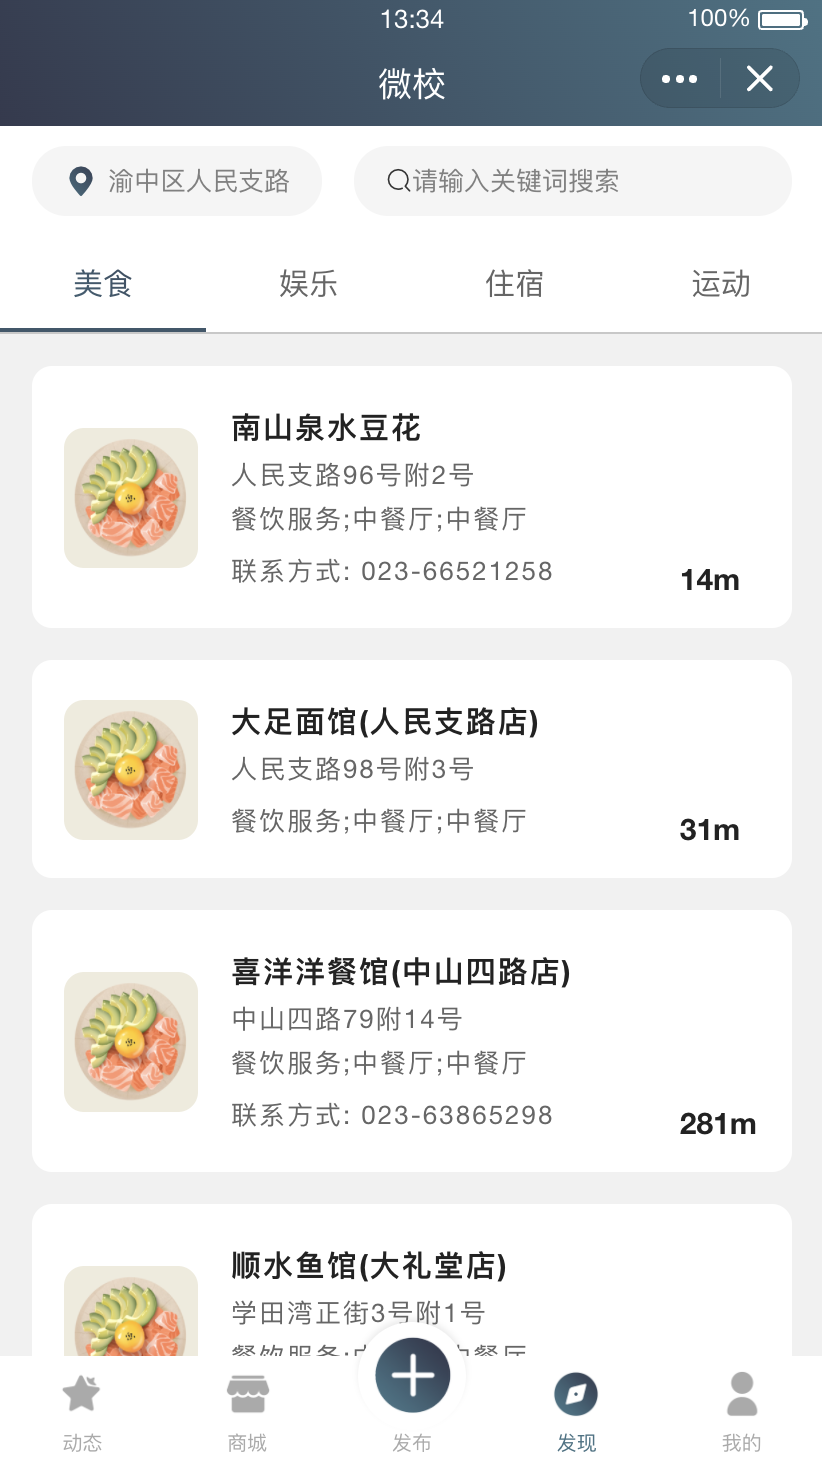 13:34
100%
微校
渝中区人民支路
请输入关键词搜索
美食
娱乐
住宿
运动
南山泉水豆花
人民支路96号附2号
餐饮服务;中餐厅;中餐厅
联系方式: 023-66521258
14m
大足面馆(人民支路店)
人民支路98号附3号
餐饮服务;中餐厅;中餐厅
31m
喜洋洋餐馆(中山四路店)
中山四路79附14号
餐饮服务;中餐厅;中餐厅
联系方式: 023-63865298
281m
顺水鱼馆(大礼堂店)
学田湾正街3号附1号
动态
商城
发布
发现
我的